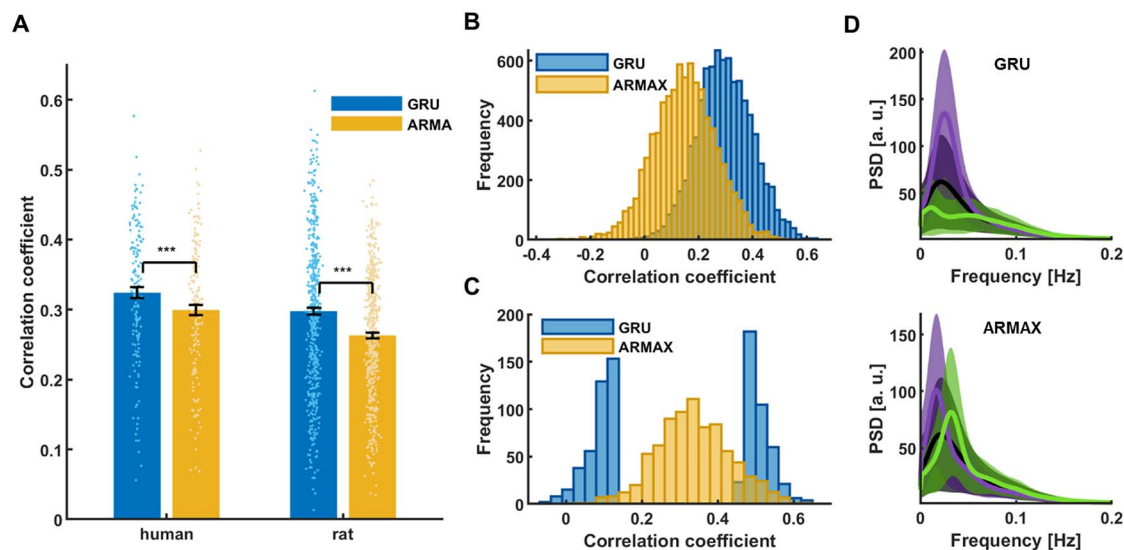 A
Correlation coefficient
0.6
0.5
0.4
0.3
0.2
0.1
0
GRU
ARMA
***
***
human
rat
B
Frequency
600
400
200
0
GRU
ARMAX
-0.4
-0.2
0
0.2
0.4
0.6
Correlation coefficient
C
Frequency
200
150
100
50
0
GRU
ARMAX
0
0.2
0.4
0.6
Correlation coefficient
D
PSD [a. u.]
200
150
100
50
GRU
0
0.1
0.2
Frequency [Hz]
PSD [a. u.]
150
100
50
ARMAX
0
0.1
0.2
Frequency [Hz]